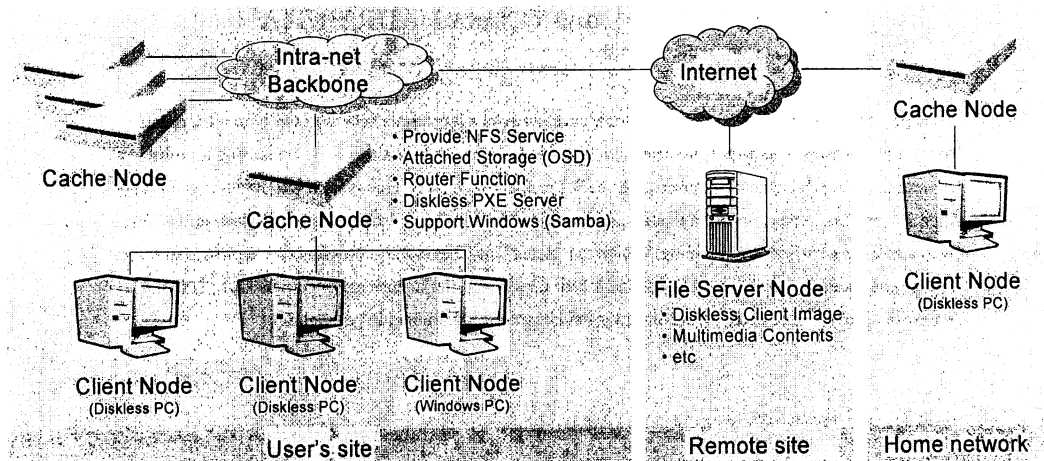 Intra-net
Backbone
Internet
Cache Node
Cache Node
Cache Node
• Provide NFS Service
• Attached Storage (OSD)
• Router Function
• Diskless PXE Server
• Support Windows (Samba)
Client Node
(Diskless PC)
Client Node
(Diskless PC)
Client Node
(Windows PC)
File Server Node
• Diskless Client Image
• Multimedia Contents
• etc
Client Node
(Diskless PC)
User's site
Remote site
Home network